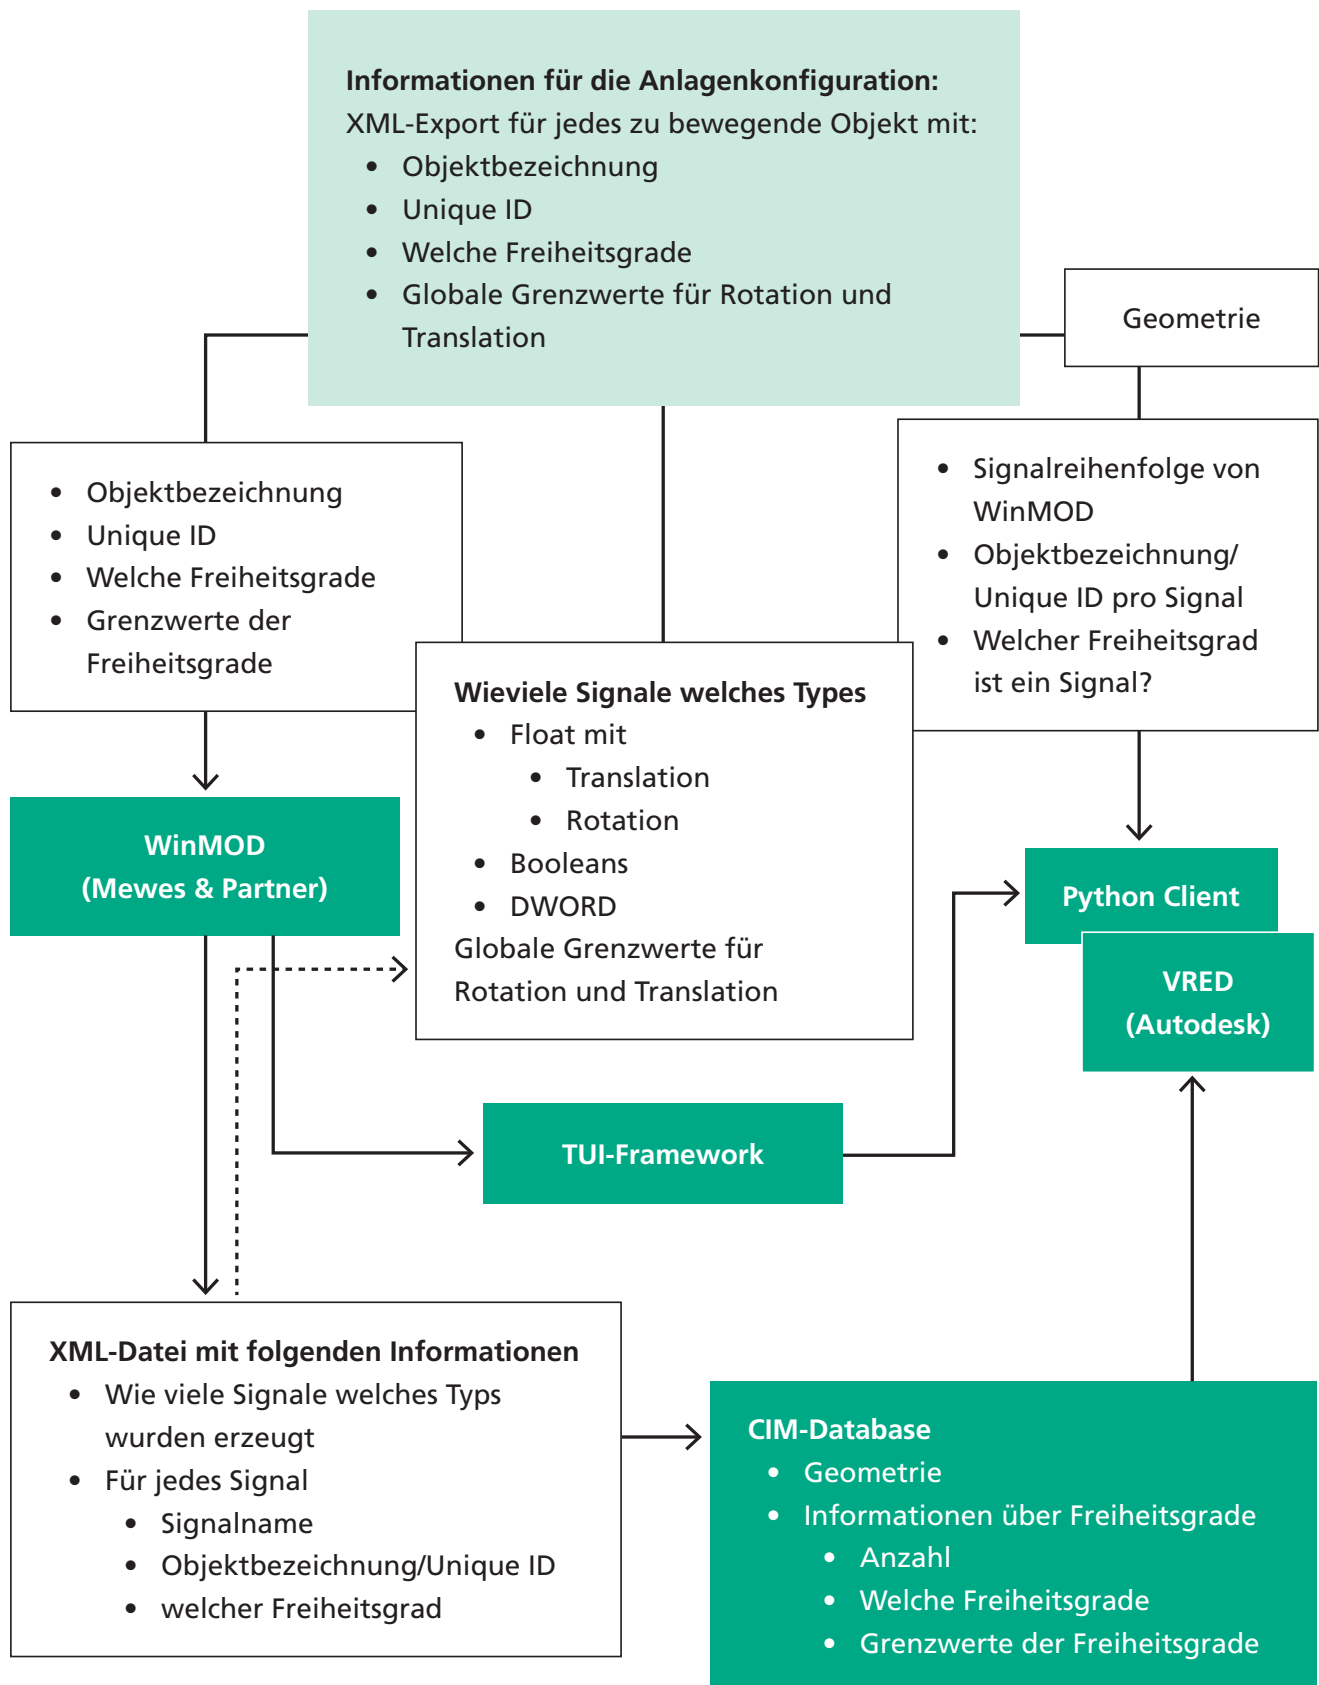 Informationen für die Anlagenkonfiguration:
XML-Export für jedes zu bewegende Objekt mit:
• Objektbezeichnung
• Unique ID
• Welche Freiheitsgrade
• Globale Grenzwerte für Rotation und
Translation
Geometrie
• Objektbezeichnung
• Unique ID
• Welche Freiheitsgrade
• Grenzwerte der
Freiheitsgrade
• Signalreihenfolge von
WinMOD
• Objektbezeichnung/
Unique ID pro Signal
• Welcher Freiheitsgrad
ist ein Signal?
Wieviele Signale welches Types
• Float mit
• Translation
• Rotation
• Booleans
• DWORD
Globale Grenzwerte für
Rotation und Translation
WinMOD
(Mewes & Partner)
Python Client
VRED
(Autodesk)
TUI-Framework
XML-Datei mit folgenden Informationen
• Wie viele Signale welches Typs
wurden erzeugt
• Für jedes Signal
• Signalname
• Objektbezeichnung/Unique ID
• welcher Freiheitsgrad
CIM-Database
• Geometrie
• Informationen über Freiheitsgrade
• Anzahl
• Welche Freiheitsgrade
• Grenzwerte der Freiheitsgrade